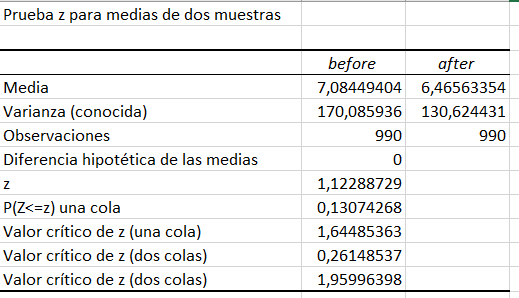 Prueba z para medias de dos muestras
before after
Media 7,08449404 6,46563354
Varianza (conocida) 170,085936 130,624431
Observaciones 990 990
Diferencia hipotética de las medias 0
z 1,12288729
P(Z<=z) una cola 0,13074268
Valor crítico de z (una cola) 1,64485363
Valor crítico de z (dos colas) 0,26148537
Valor crítico de z (dos colas) 1,95996398